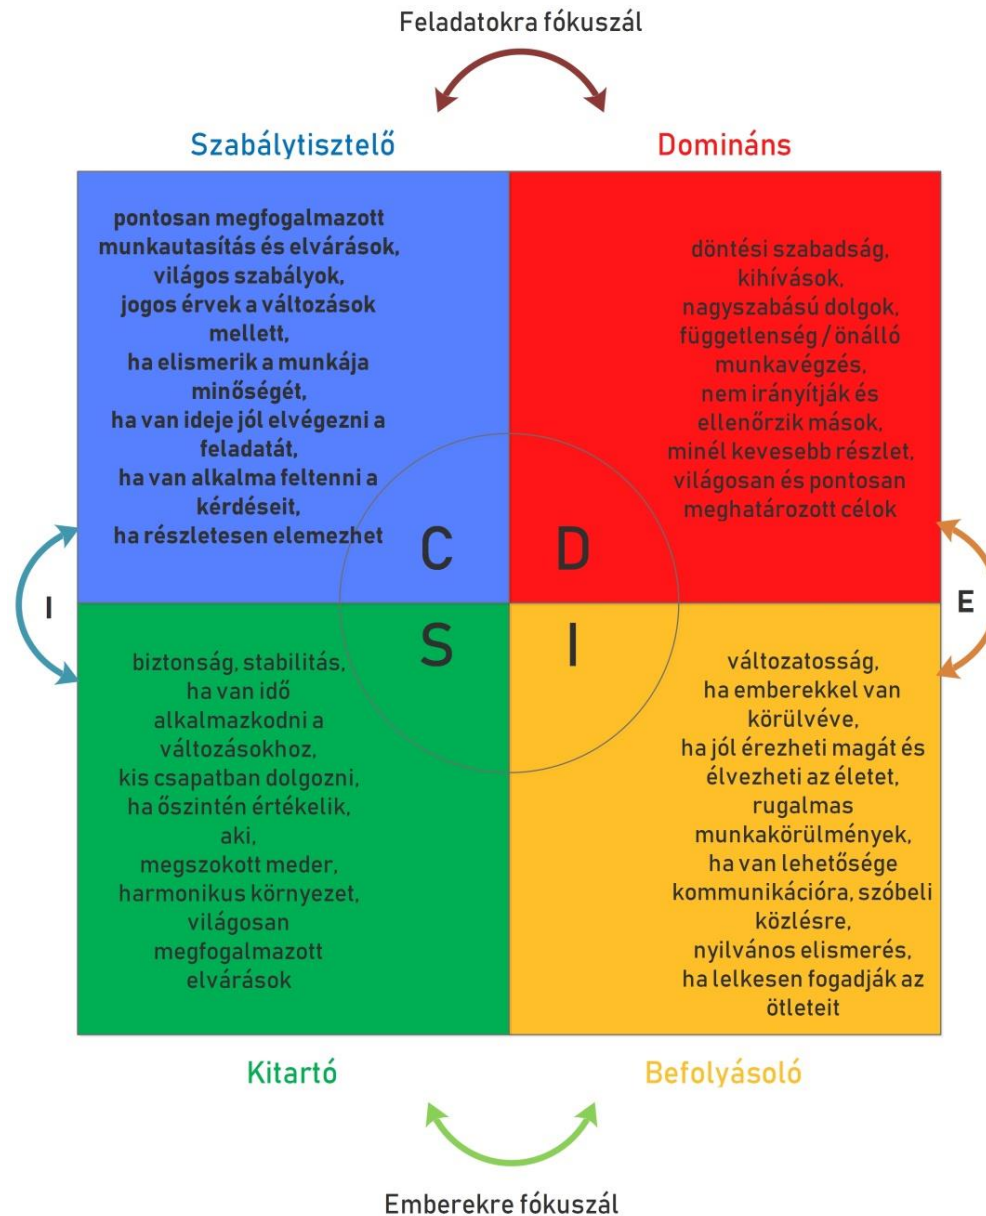 Feladatokra fókuszál
Szabálytisztelő
Domináns
pontosan megfogalmazott
munkautasítás és elvárások,
világos szabályok,
jogos érvek a változások
mellett,
ha elismerik a munkája
minőségét,
ha van ideje jól elvégezni a
feladatát,
ha van alkalma feltenni a
kérdéseit,
ha részletesen elemezhet
C
döntési szabadság,
kihívások,
nagyszabású dolgok,
függetlenség / önálló
munkavégzés,
nem irányítják és
ellenőrzik mások,
minél kevesebb részlet,
világosan és pontosan
meghatározott célok
D
I
E
S
biztonság, stabilitás,
ha van idő
alkalmazkodni a
változásokhoz,
kis csapatban dolgozni,
ha őszintén értékelik,
aki,
megszokott meder,
harmonikus környezet,
világosan
megfogalmazott
elvárások
I
változatosság,
ha emberekkel van
körülvéve,
ha jól érezheti magát és
élvezheti az életet,
rugalmas
munkakörülmények,
ha van lehetősége
kommunikációra, szóbeli
közlésre,
nyilvános elismerés,
ha lelkesen fogadják az
ötleteit
Kitartó
Befolyásoló
Emberekre fókuszál